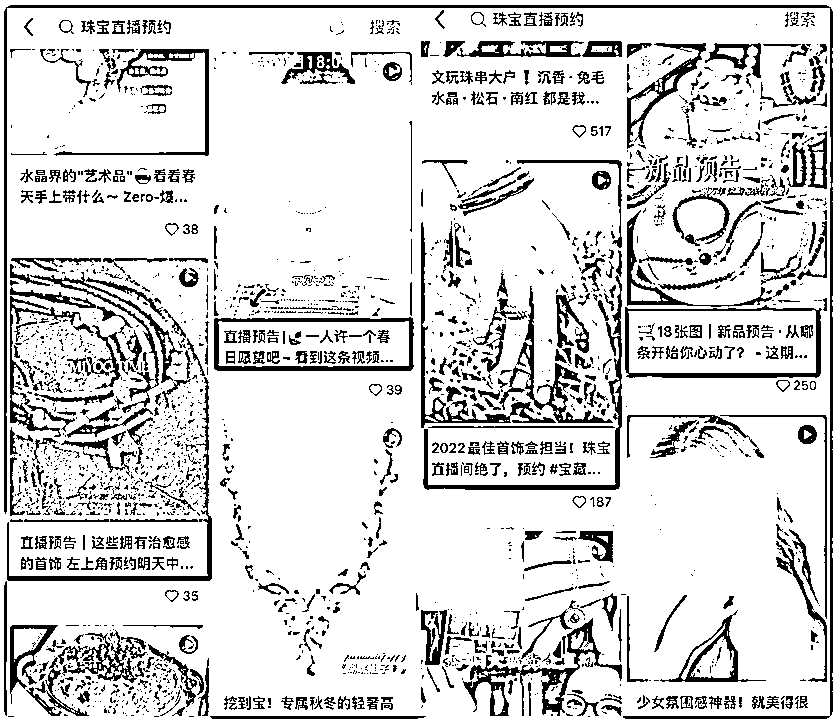 珠宝直播预约
搜索
水晶界的"艺术品"😎看看春
天手上带什么～ Zero-爆...
38
直播预告 | 这些拥有治愈感
的首饰 左上角预约明天中...
35
直播预告|🌿一人许一个春
日愿望吧～看到这条视频...
39
挖到宝！专属秋冬的轻奢高
珠宝直播预约
搜索
文玩珠串大户❗沉香·兔毛
水晶·松石·南红 都是我...
517
2022最佳首饰盒担当！珠宝
直播间绝了，预约 #宝藏...
187
新品预告
🛒18张图 | 新品预告·从哪
条开始你心动了？ - 这期...
250
少女氛围感神器！就美得很